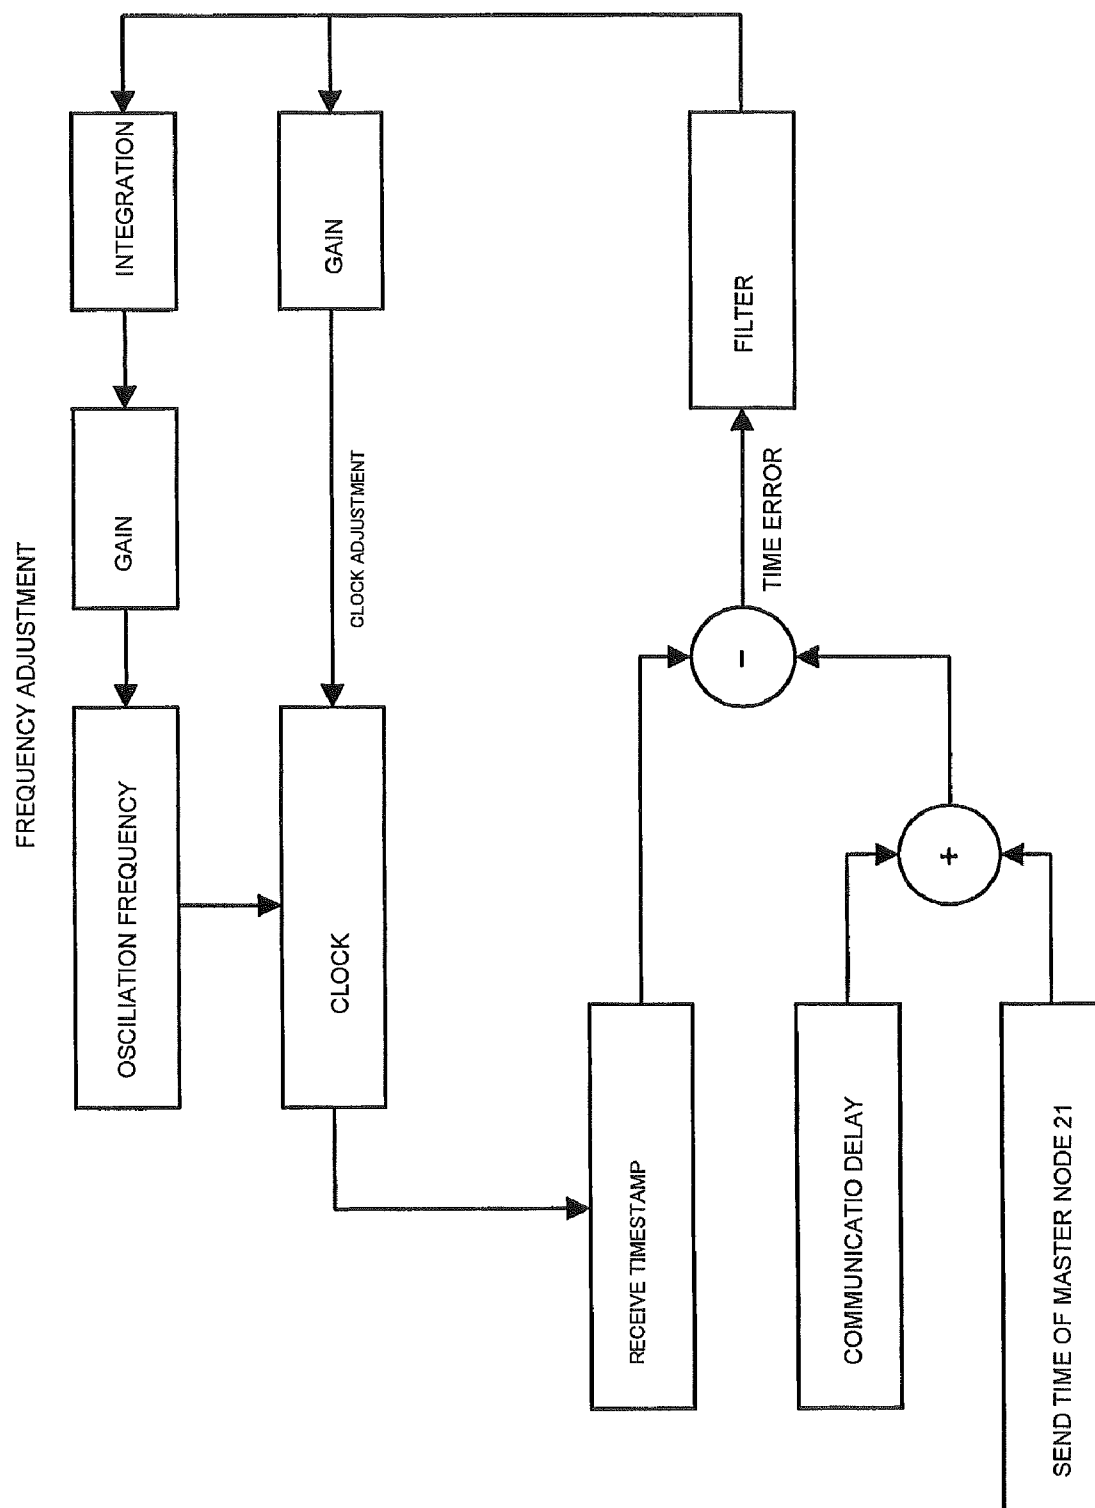 FREQUENCY ADJUSTMENT
OSCILIATION FREQUENCY
GAIN
INTEGRATION
CLOCK
CLOCK ADJUSTMENT
GAIN
RECEIVE TIMESTAMP
-
TIME ERROR
FILTER
COMMUNICATIO DELAY
+
SEND TIME OF MASTER NODE 21